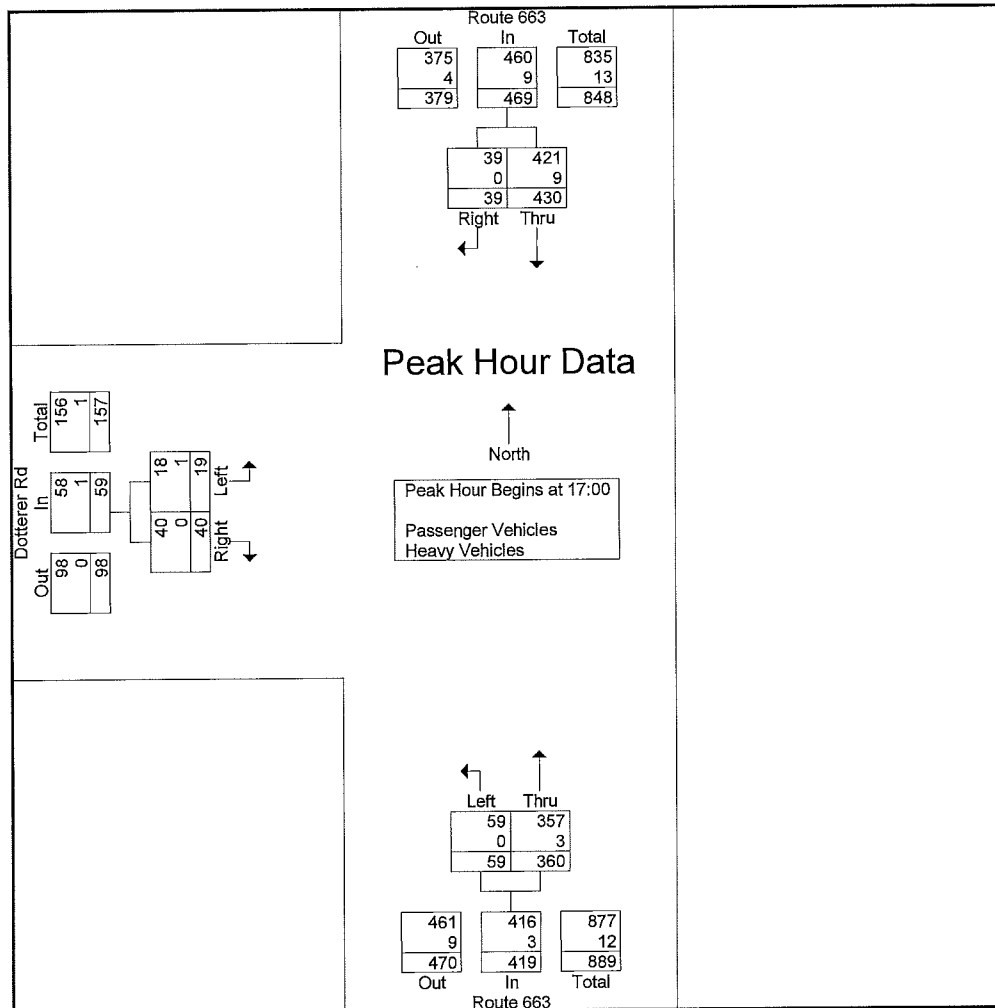 Route 663
Out In Total
375 460 835
4 9 13
379 469 848
39 421
0 9
39 430
Right Thru
Peak Hour Data
North
Peak Hour Begins at 17:00
Passenger Vehicles
Heavy Vehicles
Dotterer Rd
Out In Total
98 58 156
0 1 1
98 59 157
40 18
0 1
40 19
Right Left
Left Thru
59 357
0 3
59 360
461 416 877
9 3 12
470 419 889
Out In Total
Route 663